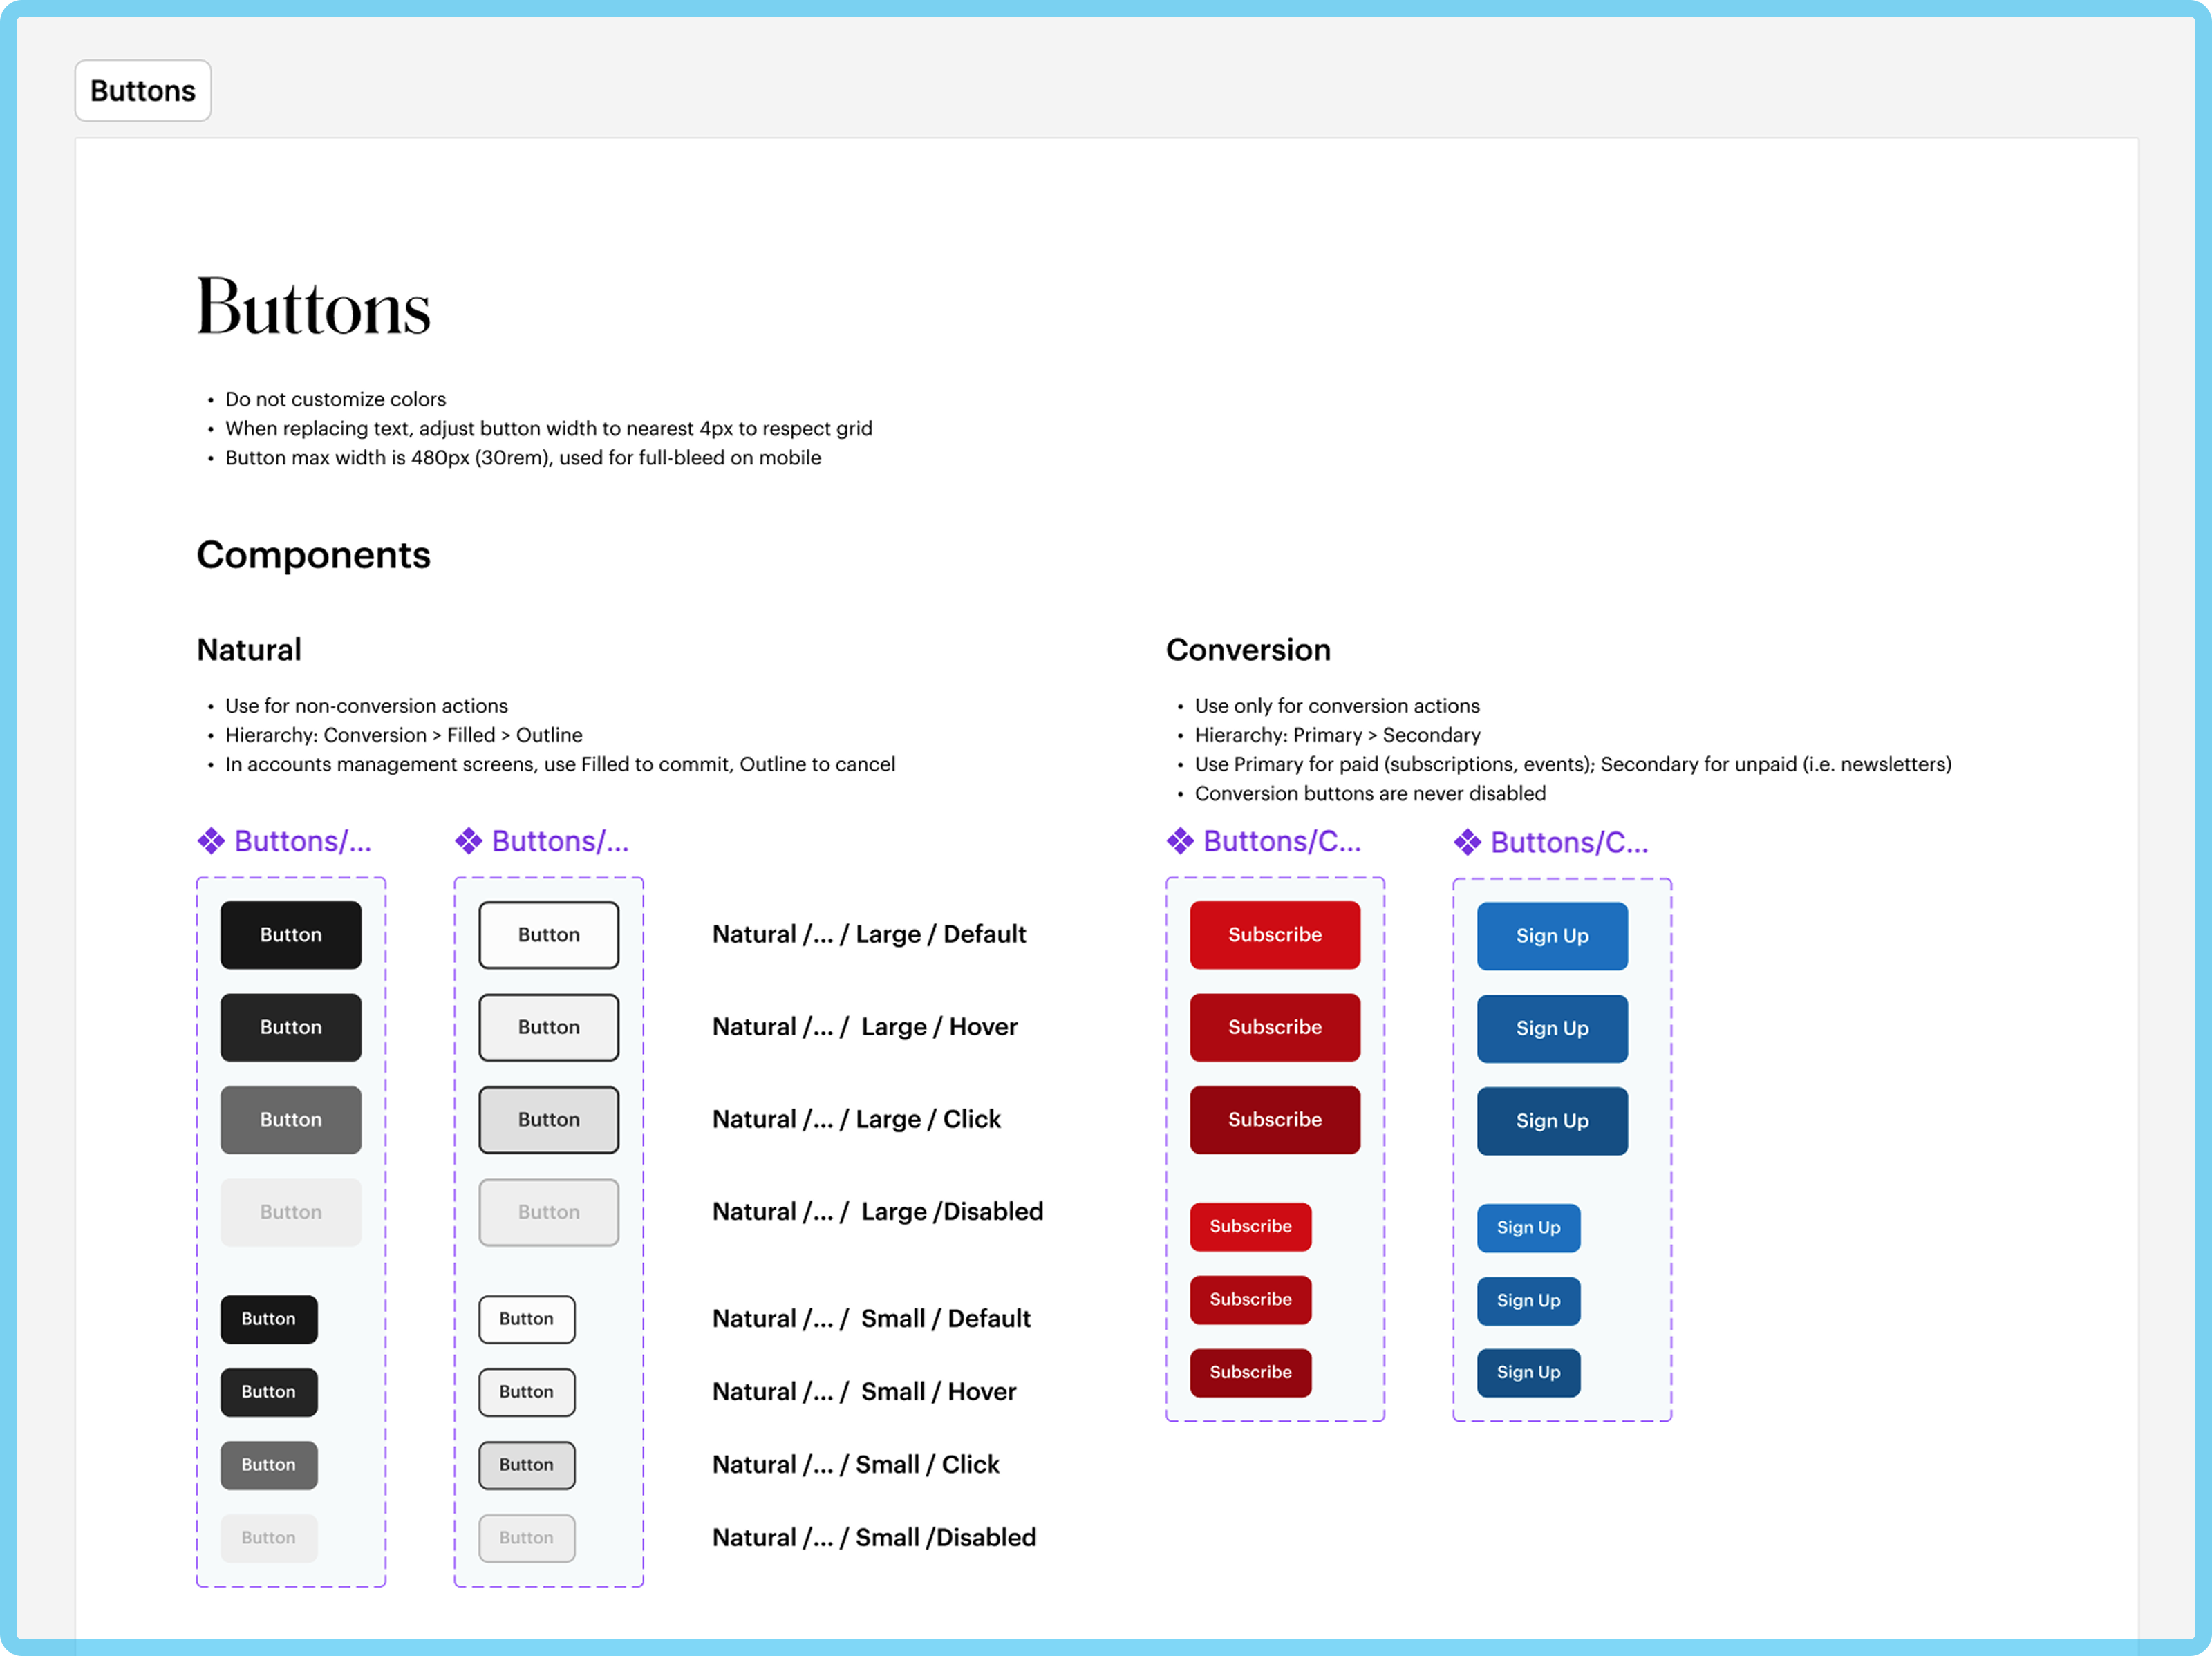 Buttons
Buttons
• Do not customize colors
• When replacing text, adjust button width to nearest 4px to respect grid
• Button max width is 480px (30rem), used for full-bleed on mobile
Components
Natural
• Use for non-conversion actions
• Hierarchy: Conversion > Filled > Outline
• In accounts management screens, use Filled to commit, Outline to cancel
Buttons/...
Buttons/...
Button
Button
Natural /... / Large / Default
Button
Button
Natural /... /  Large / Hover
Button
Button
Natural /... / Large / Click
Button
Button
Natural /... /  Large /Disabled
Button
Button
Natural /... /  Small / Default
Button
Button
Natural /... /  Small / Hover
Button
Button
Natural /... / Small / Click
Button
Button
Natural /... / Small /Disabled
Conversion
• Use only for conversion actions
• Hierarchy: Primary > Secondary
• Use Primary for paid (subscriptions, events); Secondary for unpaid (i.e. newsletters)
• Conversion buttons are never disabled
Buttons/C...
Buttons/C...
Subscribe
Sign Up
Subscribe
Sign Up
Subscribe
Sign Up
Subscribe
Sign Up
Subscribe
Sign Up
Subscribe
Sign Up